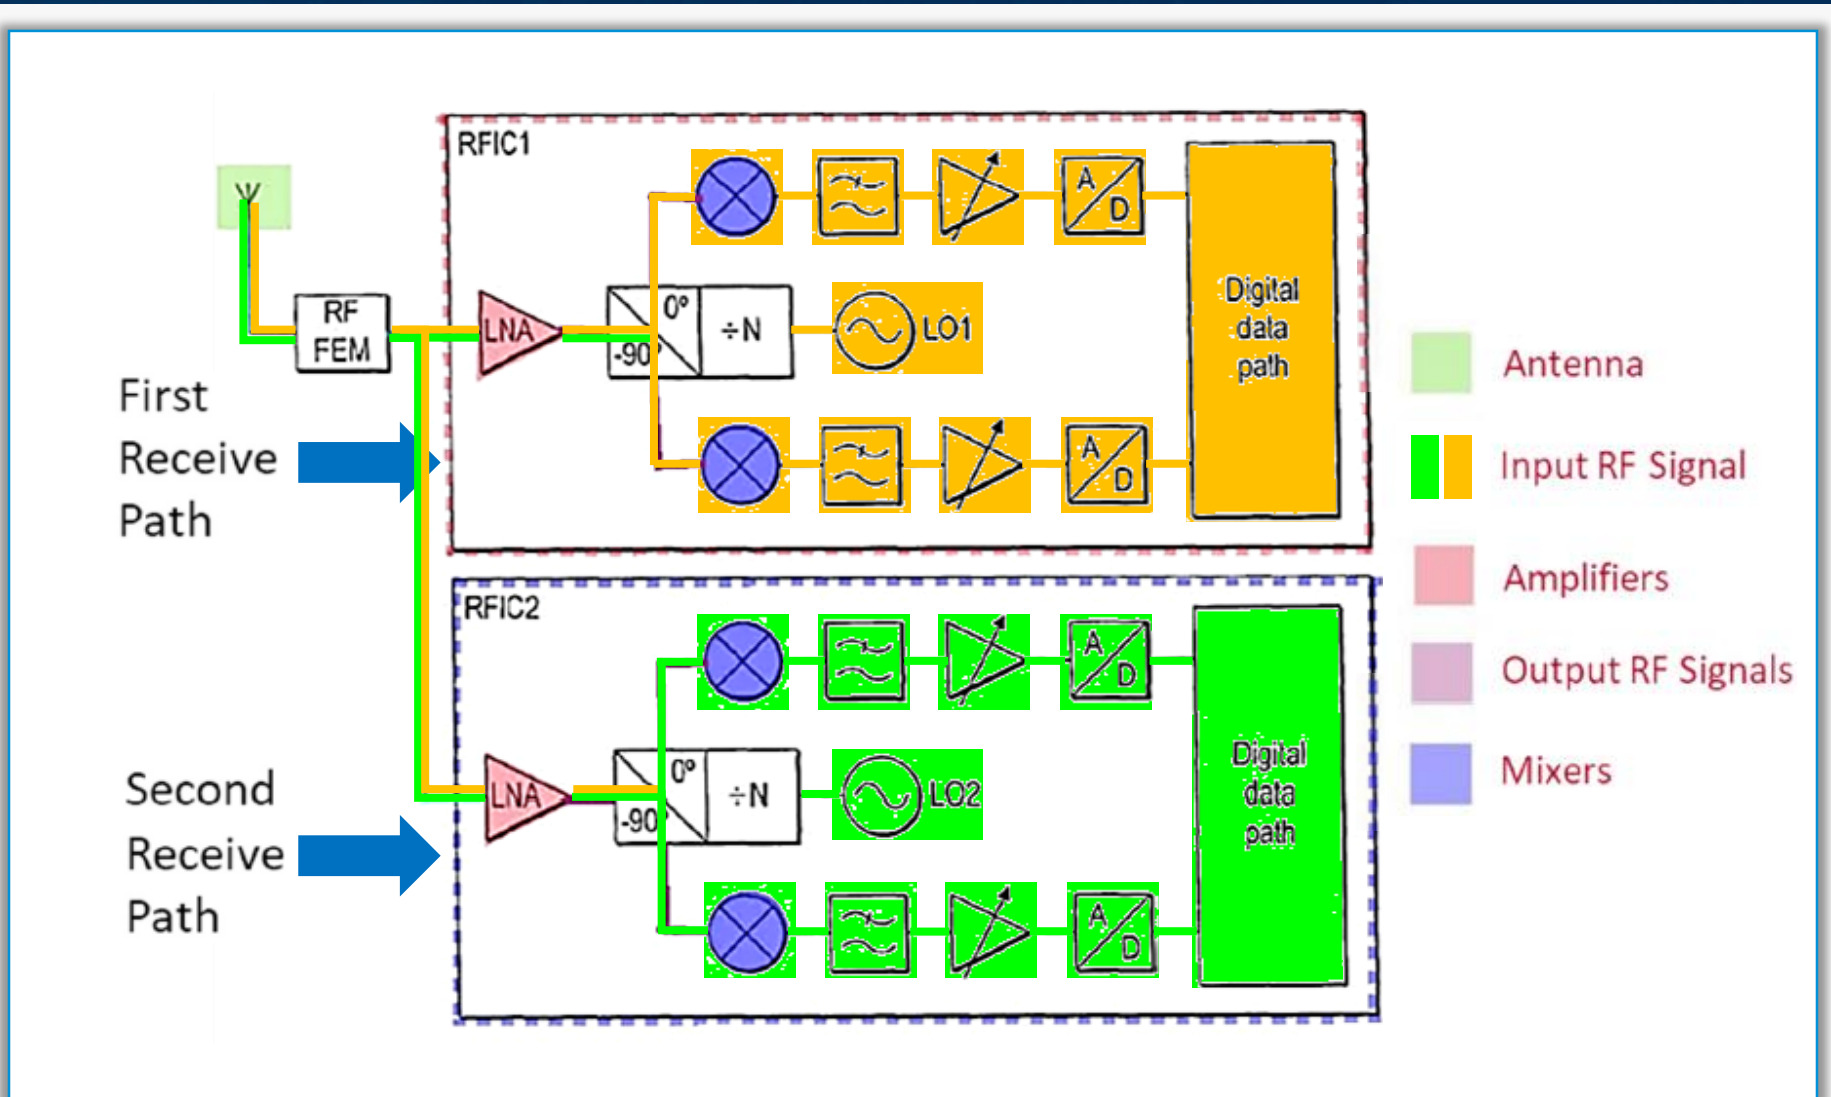 RFIC1
A
D
RF
FEM
LNA
0°
-90°
÷N
LO1
Digital
data
path
A
D
First
Receive
Path
RFIC2
A
D
LNA
0°
-90°
÷N
LO2
Digital
data
path
A
D
Second
Receive
Path
Antenna
Input RF Signal
Amplifiers
Output RF Signals
Mixers